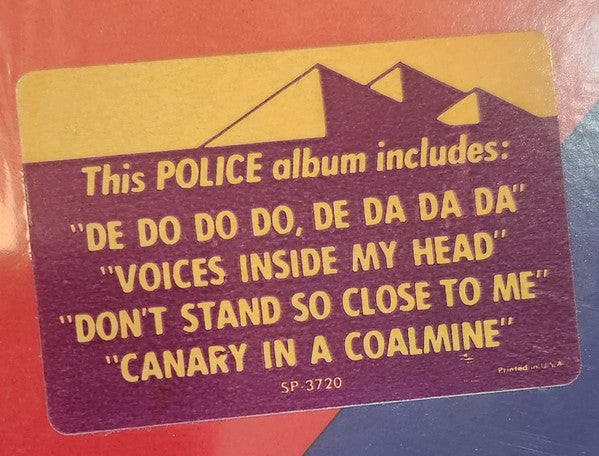 This POLICE album includes:
"DE DO DO DO, DE DA DA DA"
"VOICES INSIDE MY HEAD"
"DON'T STAND SO CLOSE TO ME"
"CANARY IN A COALMINE"
SP-3720
Printed in U.S.A.